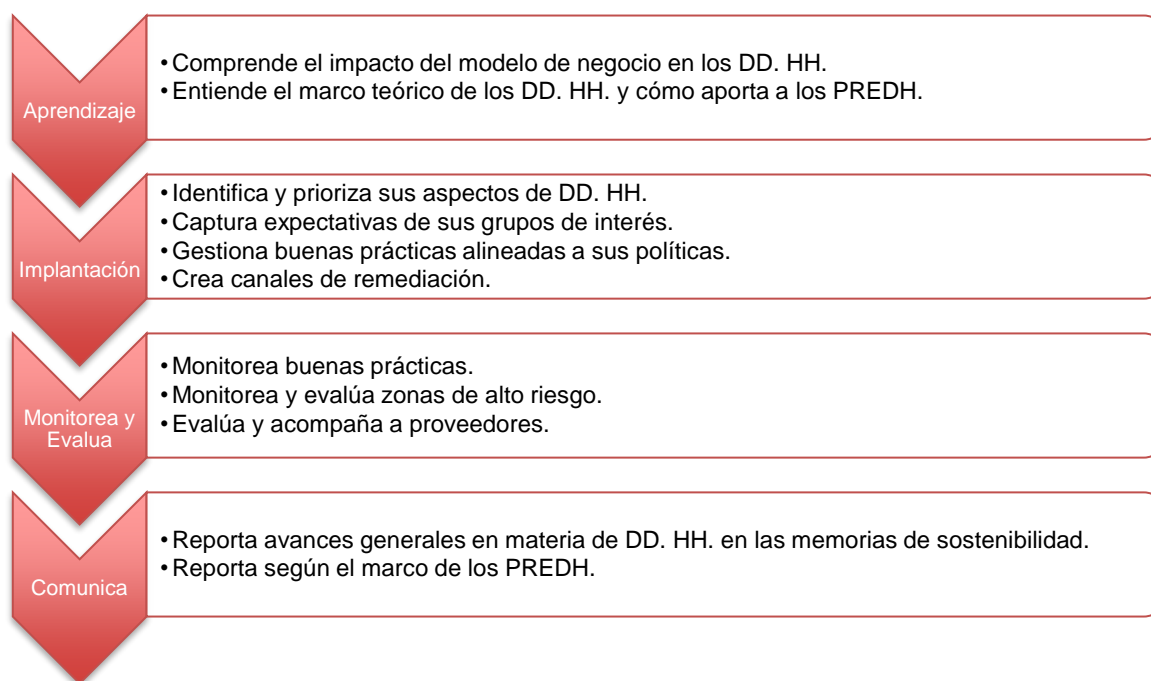 Aprendizaje
• Comprende el impacto del modelo de negocio en los DD. HH.
• Entiende el marco teórico de los DD. HH. y cómo aporta a los PREDH.
Implantación
• Identifica y prioriza sus aspectos de DD. HH.
• Captura expectativas de sus grupos de interés.
• Gestiona buenas prácticas alineadas a sus políticas.
• Crea canales de remediación.
Monitorea y
Evalua
• Monitorea buenas prácticas.
• Monitorea y evalúa zonas de alto riesgo.
• Evalúa y acompaña a proveedores.
Comunica
• Reporta avances generales en materia de DD. HH. en las memorias de sostenibilidad.
• Reporta según el marco de los PREDH.